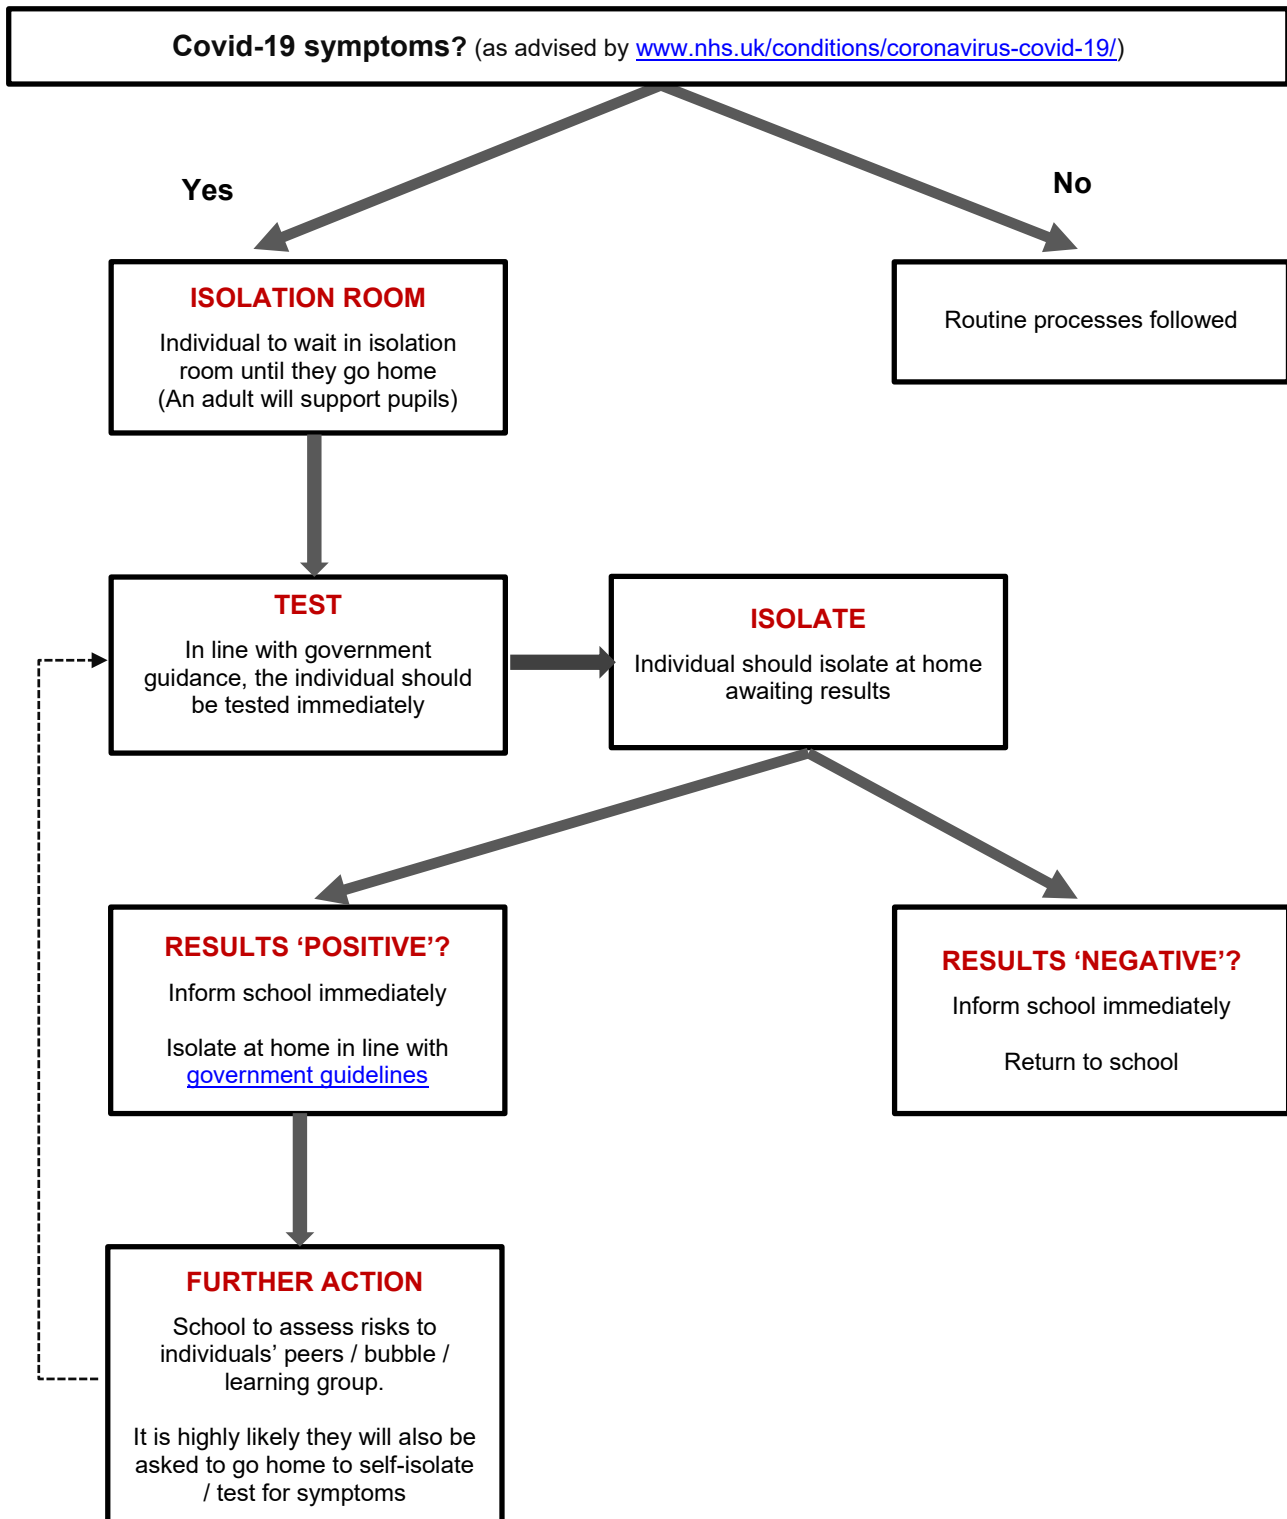 Covid-19 symptoms? (as advised by www.nhs.uk/conditions/coronavirus-covid-19/)
Yes
No
ISOLATION ROOM
Individual to wait in isolation
room until they go home
(An adult will support pupils)
Routine processes followed
TEST
In line with government
guidance, the individual should
be tested immediately
ISOLATE
Individual should isolate at home
awaiting results
RESULTS ‘POSITIVE’?
Inform school immediately
Isolate at home in line with
government guidelines
RESULTS ‘NEGATIVE’?
Inform school immediately
Return to school
FURTHER ACTION
School to assess risks to
individuals’ peers / bubble /
learning group.
It is highly likely they will also be
asked to go home to self-isolate
/ test for symptoms